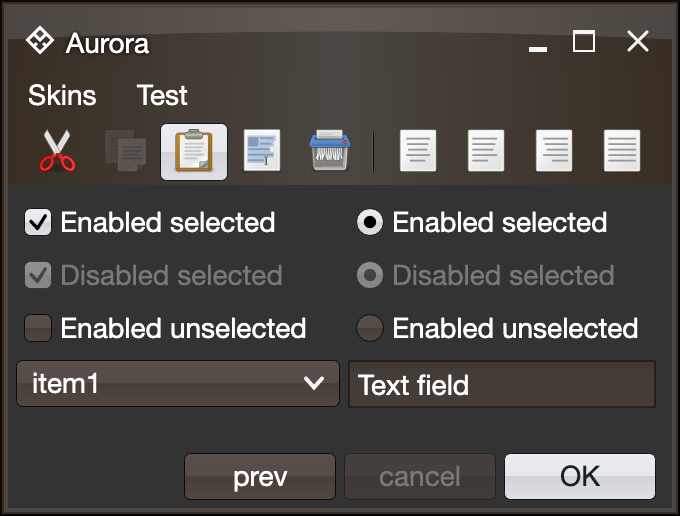 Aurora
Skins Test
Enabled selected Enabled selected
Disabled selected Disabled selected
Enabled unselected Enabled unselected
item1 Text field
prev cancel OK